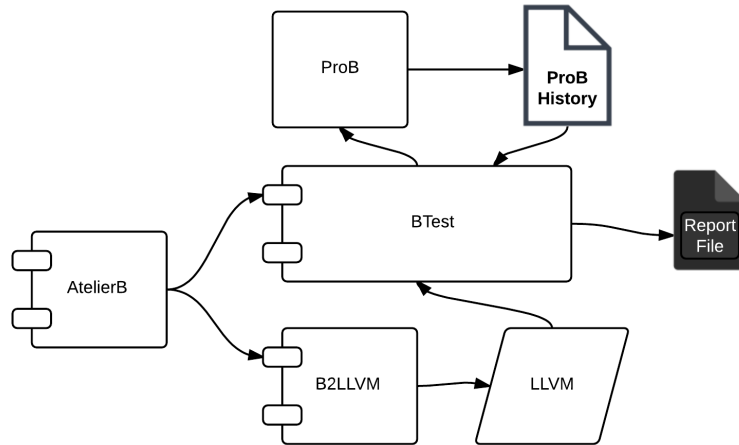 ProB
ProB
History
BTest
Report
File
AtelierB
B2LLVM
LLVM